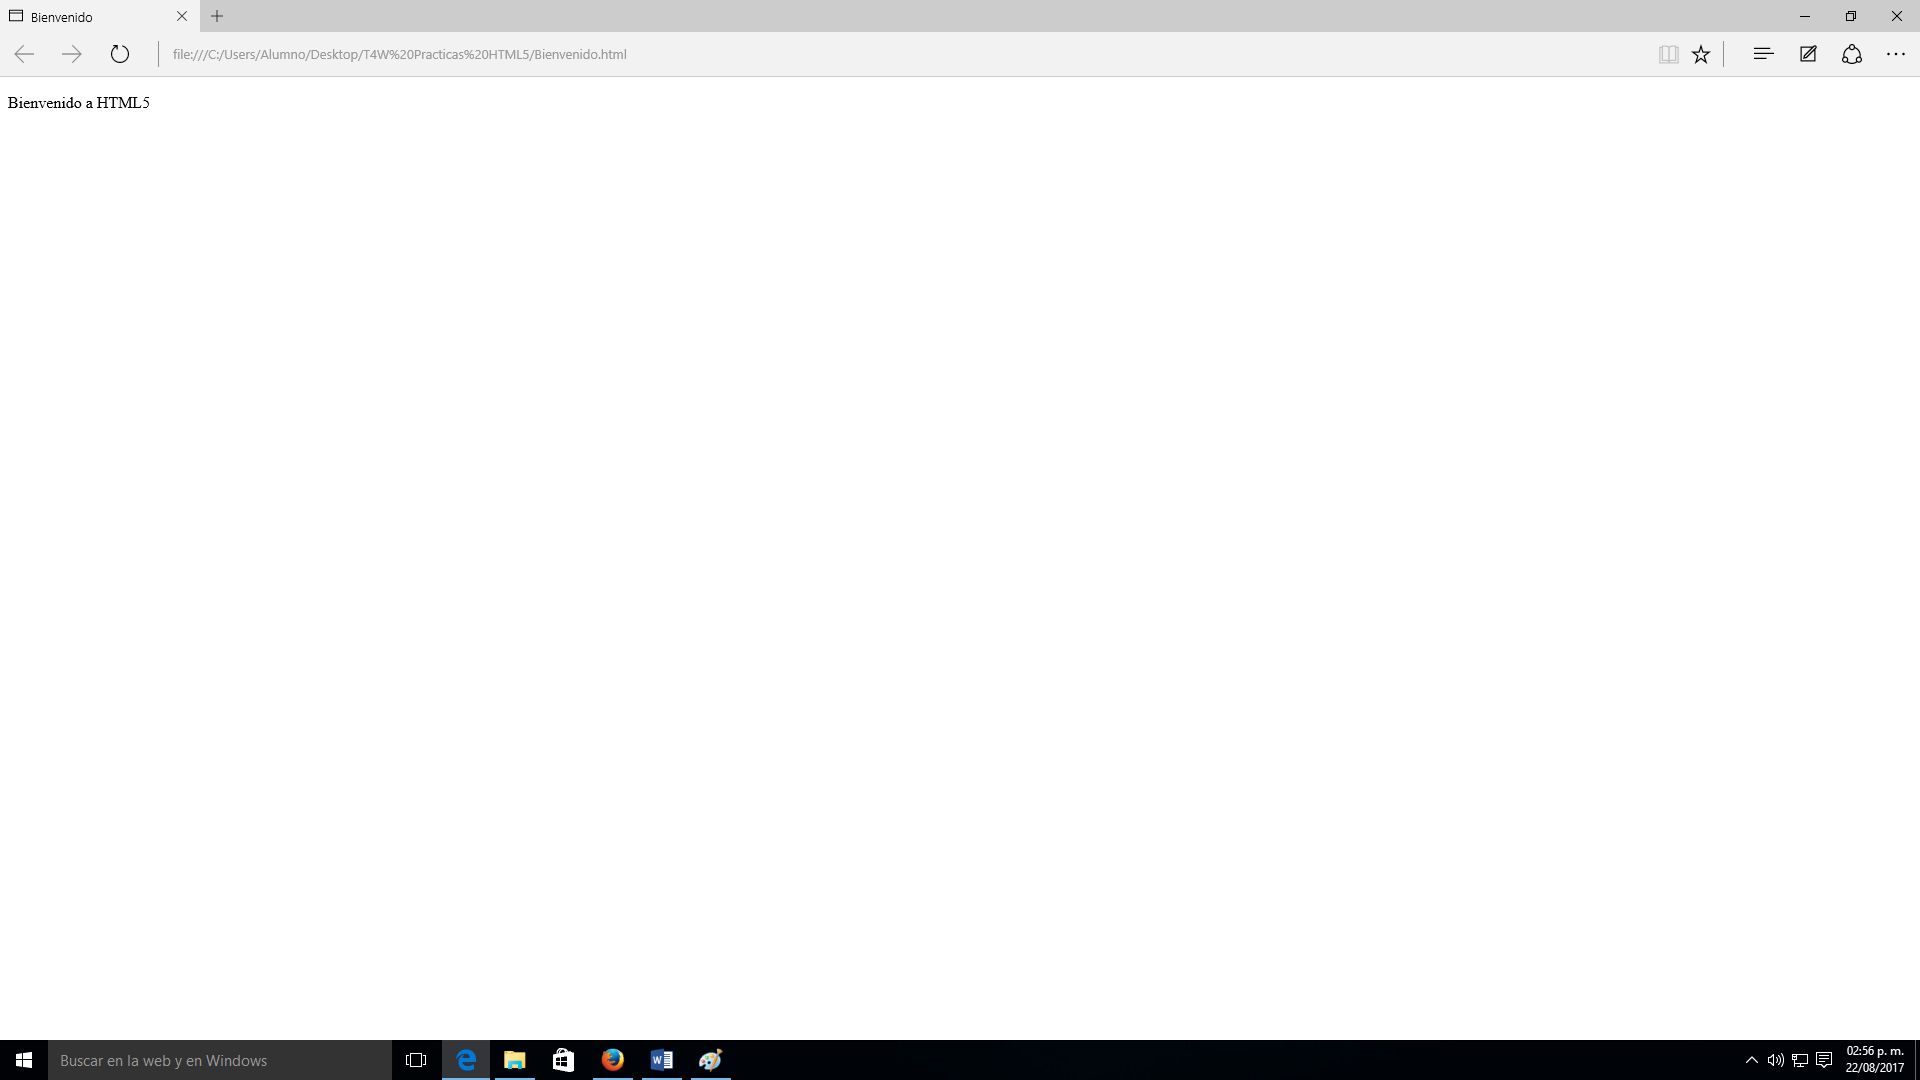 Bienvenido
file:///C:/Users/Alumno/Desktop/T4W%20Practicas%20HTML5/Bienvenido.html
Bienvenido a HTML5
Buscar en la web y en Windows
02:56 p. m.
22/08/2017